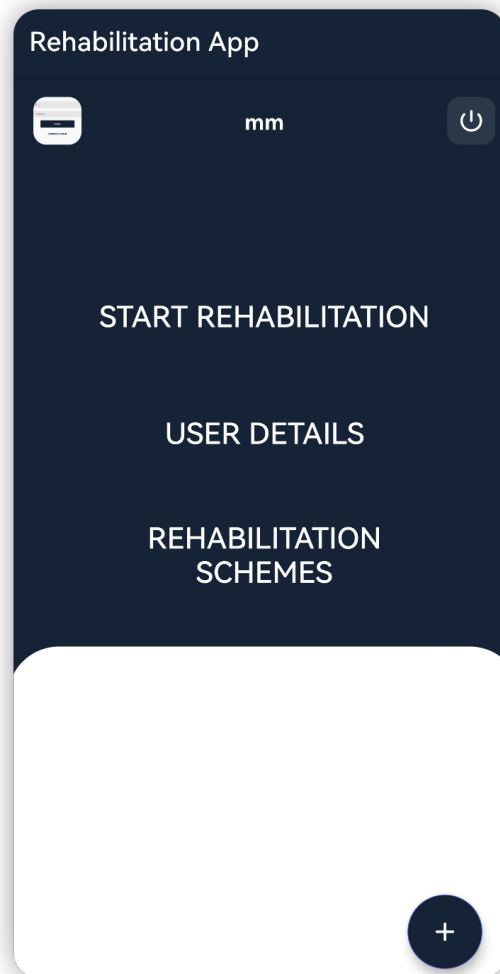 Rehabilitation App
mm
START REHABILITATION
USER DETAILS
REHABILITATION
SCHEMES
+